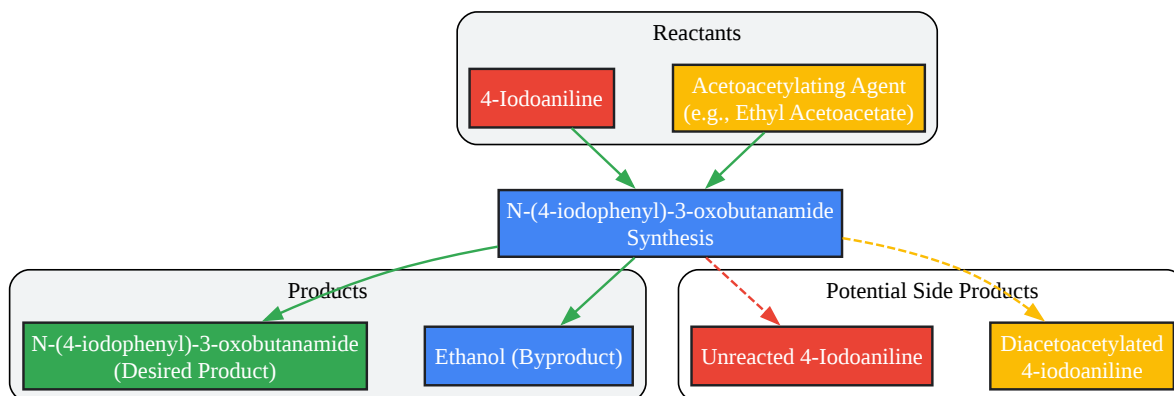 Reactants
4-Iodoaniline
Acetoacetylating Agent
(e.g., Ethyl Acetoacetate)
N-(4-iodophenyl)-3-oxobutanamide
Synthesis
Products
N-(4-iodophenyl)-3-oxobutanamide
(Desired Product)
Ethanol (Byproduct)
Potential Side Products
Unreacted 4-Iodoaniline
Diacetoacetylated
4-iodoaniline